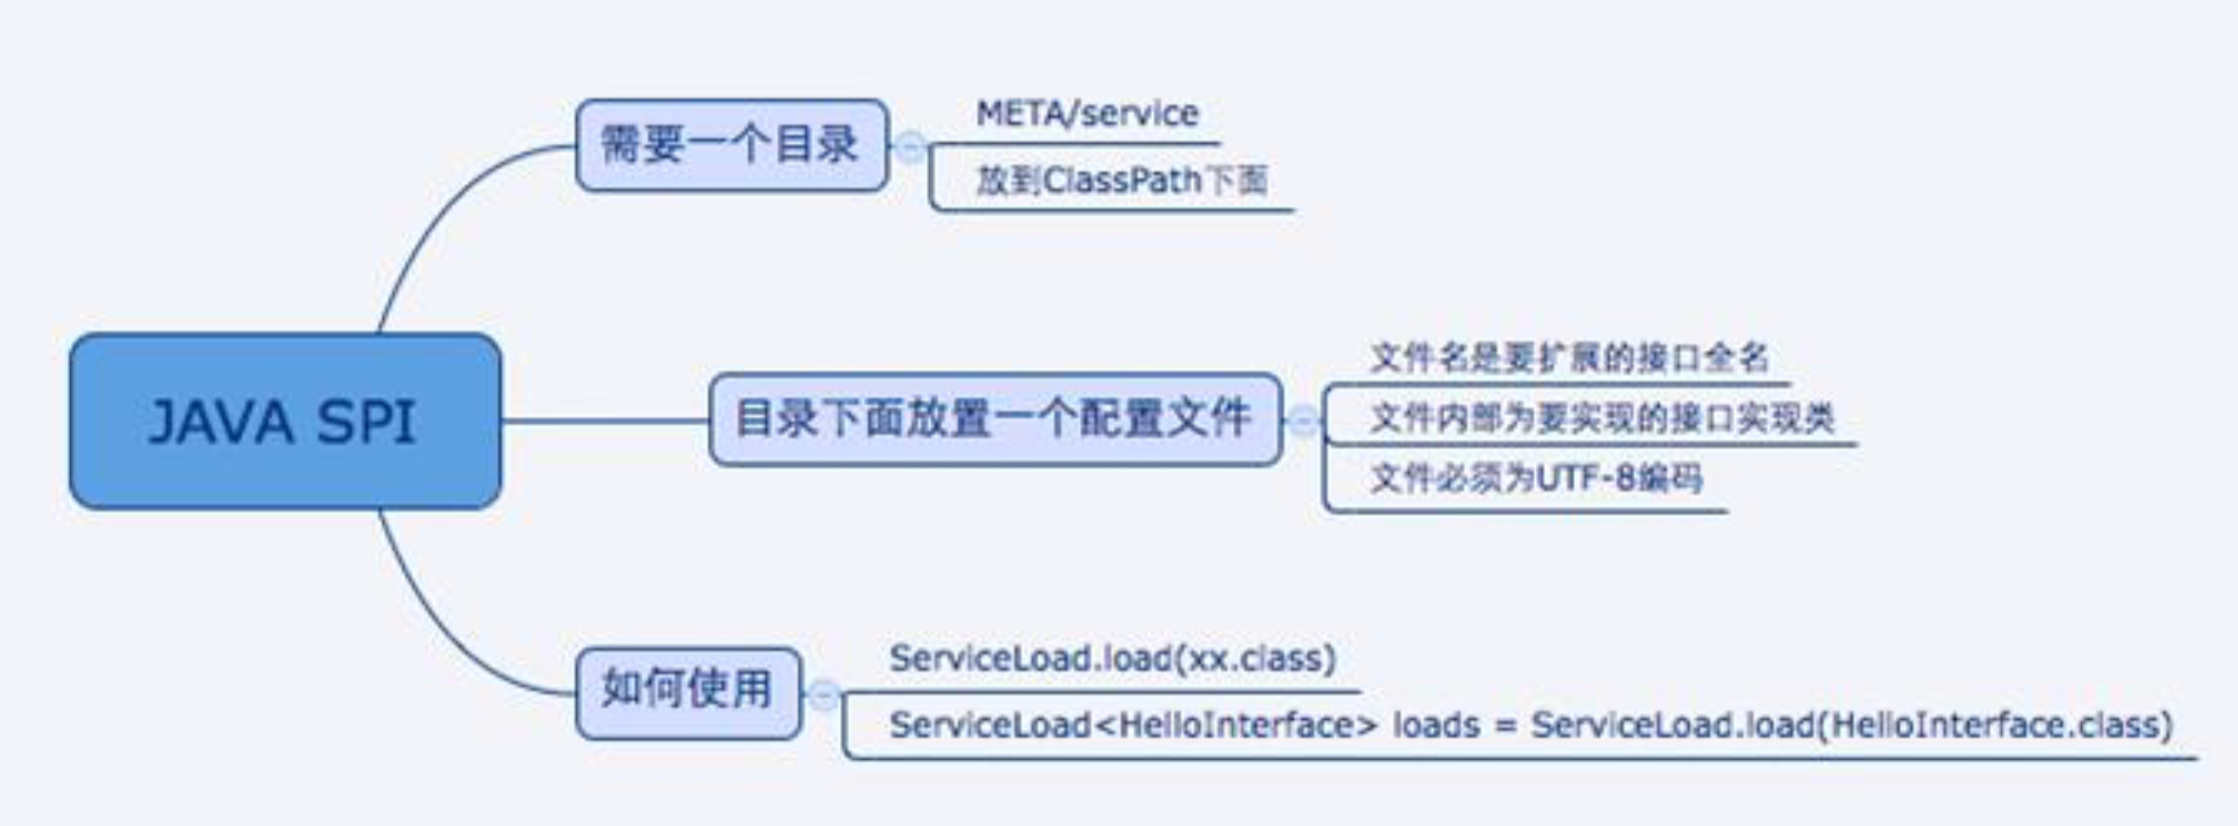 JAVA SPI
需要一个目录
META/service
放到ClassPath下面
目录下面放置一个配置文件
文件名是要扩展的接口全名
文件内部为要实现的接口实现类
文件必须为UTF-8编码
如何使用
ServiceLoad.load(xx.class)
ServiceLoad<HelloInterface> loads = ServiceLoad.load(HelloInterface.class)